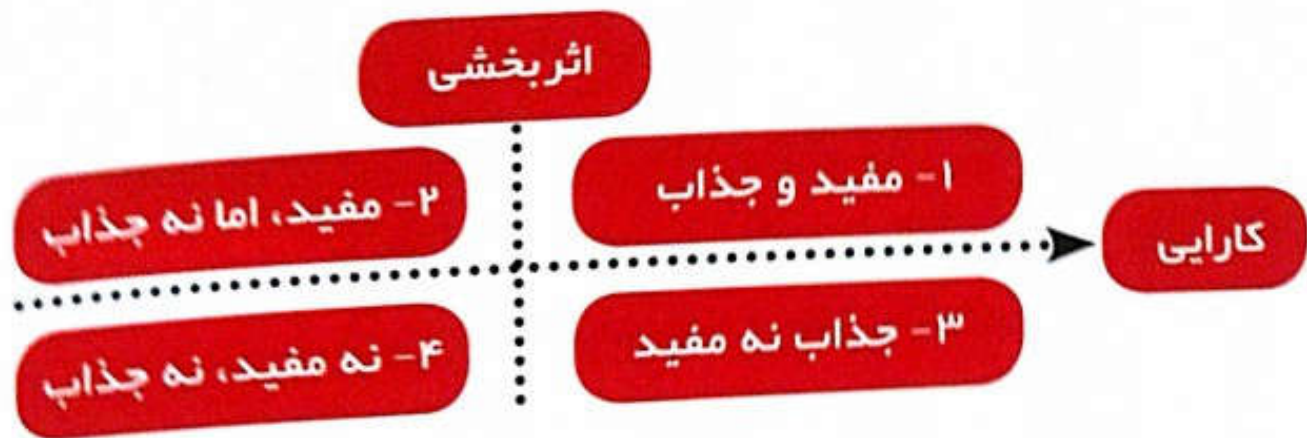 اثربخشی
۱- مفید و جذاب
۲- مفید، اما نه جذاب
کارایی
۳- جذاب نه مفید
۴- نه مفید، نه جذاب